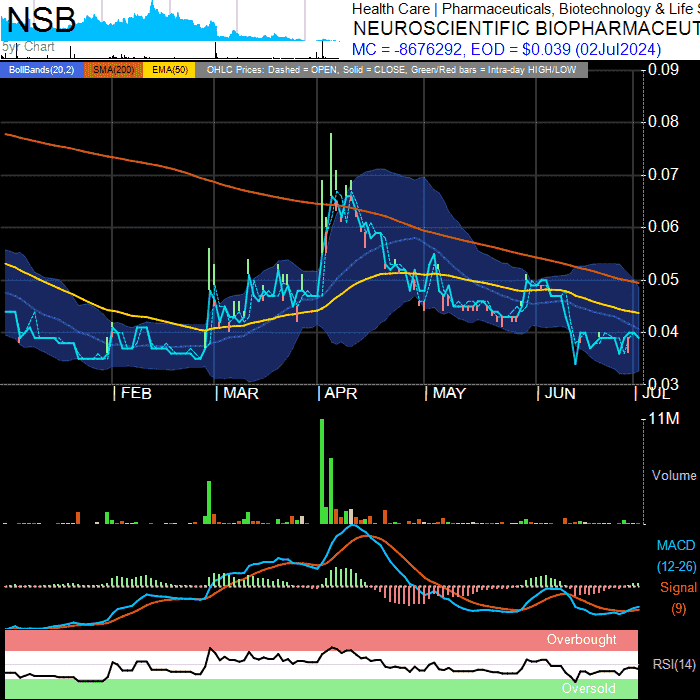 NSB
5yr Chart
Health Care | Pharmaceuticals, Biotechnology & Life S
NEUROSCIENTIFIC BIOPHARMACEUT
MC = -8676292, EOD = $0.039 (02Jul2024)
BollBands(20,2) SMA(200) EMA(50) OHLC Prices: Dashed = OPEN, Solid = CLOSE, Green/Red bars = Intra-day HIGH/LOW
0.09
0.08
0.07
0.06
0.05
0.04
0.03
FEB MAR APR MAY JUN JUL
11M
Volume
MACD
(12-26)
Signal
(9)
Overbought
RSI(14)
Oversold